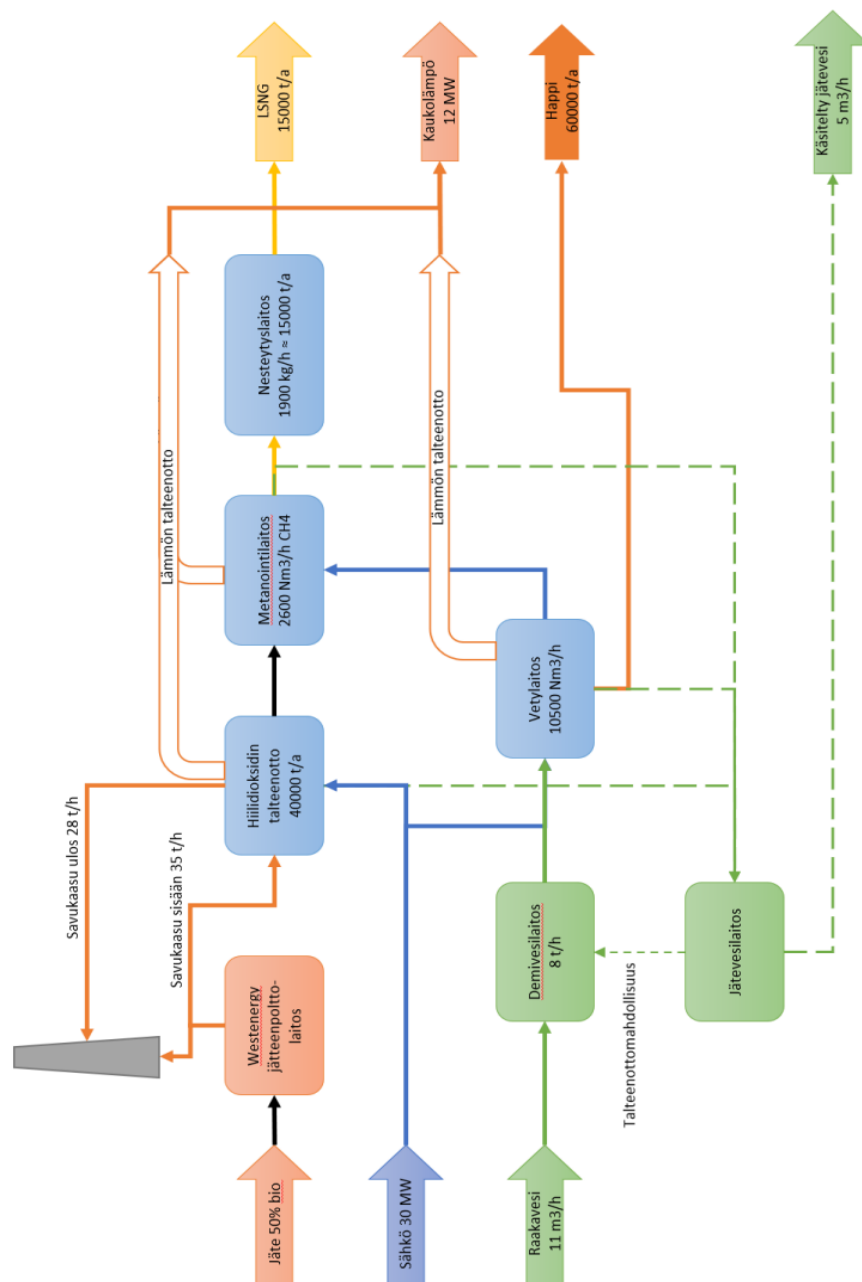 Jäte 50% bio
Westenergy
jätteenpoltto-
laitos
Savukaasu ulos 28 t/h
Savukaasu sisään 35 t/h
Hiilidioksidin
talteenotto
40000 t/a
Lämmön talteenotto
Metanointilaitos
2600 Nm3/h CH4
Nesteytyslaitos
1900 kg/h ≈ 15000 t/a
LSNG
15000 t/a
Sähkö 30 MW
Lämmön talteenotto
Kaukolämpö
12 MW
Raakavesi
11 m3/h
Demivesilaitos
8 t/h
Vetylaitos
10500 Nm3/h
Happi
60000 t/a
Talteenottomahdollisuus
Jätevesilaitos
Käsitelty jätevesi
5 m3/h